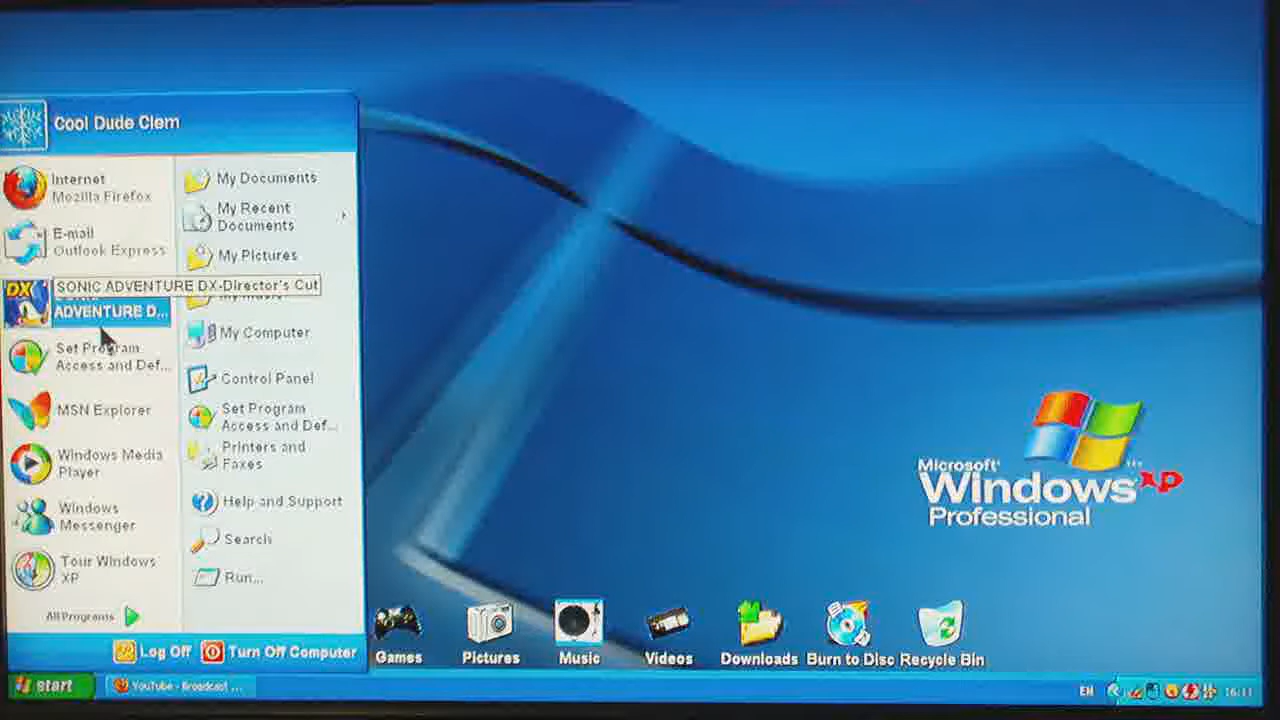 Cool Dude Clem
Internet
Mozilla Firefox
E-mail
Outlook Express
SONIC ADVENTURE DX-Director's Cut
ADVENTURE D...
Set Program
Access and Def...
MSN Explorer
Windows Media
Player
Windows
Messenger
Tour Windows
XP
All Programs
My Documents
My Recent
Documents
My Pictures
My Music
My Computer
Control Panel
Set Program
Access and Def...
Printers and
Faxes
Help and Support
Search
Run...
Log Off
Turn Off Computer
DX
Microsoft
Windows xp
Professional
Games
Pictures
Music
Videos
Downloads
Burn to Disc
Recycle Bin
start
YouTube - Broadcast ...
EN